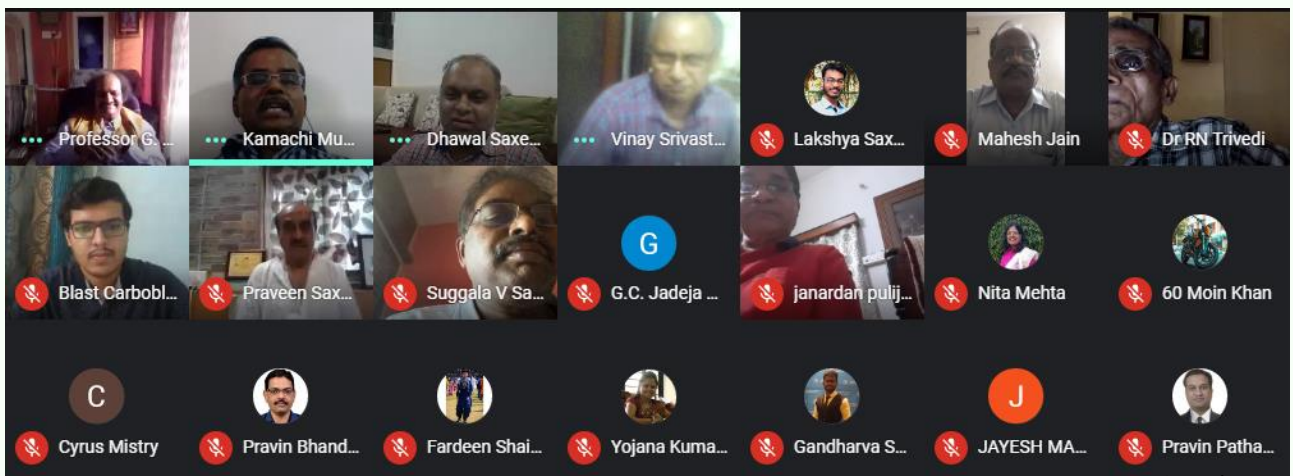 Professor G. ...
Kamachi Mu...
Dhawal Saxe...
Vinay Srivast...
Lakshya Sax...
Mahesh Jain
Dr RN Trivedi
Blast Carbobl...
Praveen Sax...
Suggala V Sa...
G
G.C. Jadeja ...
janardan pulij...
Nita Mehta
60 Moin Khan
C
Cyrus Mistry
Pravin Bhand...
Fardeen Shai...
Yojana Kuma...
Gandharva S...
J
JAYESH MA...
Pravin Patha...